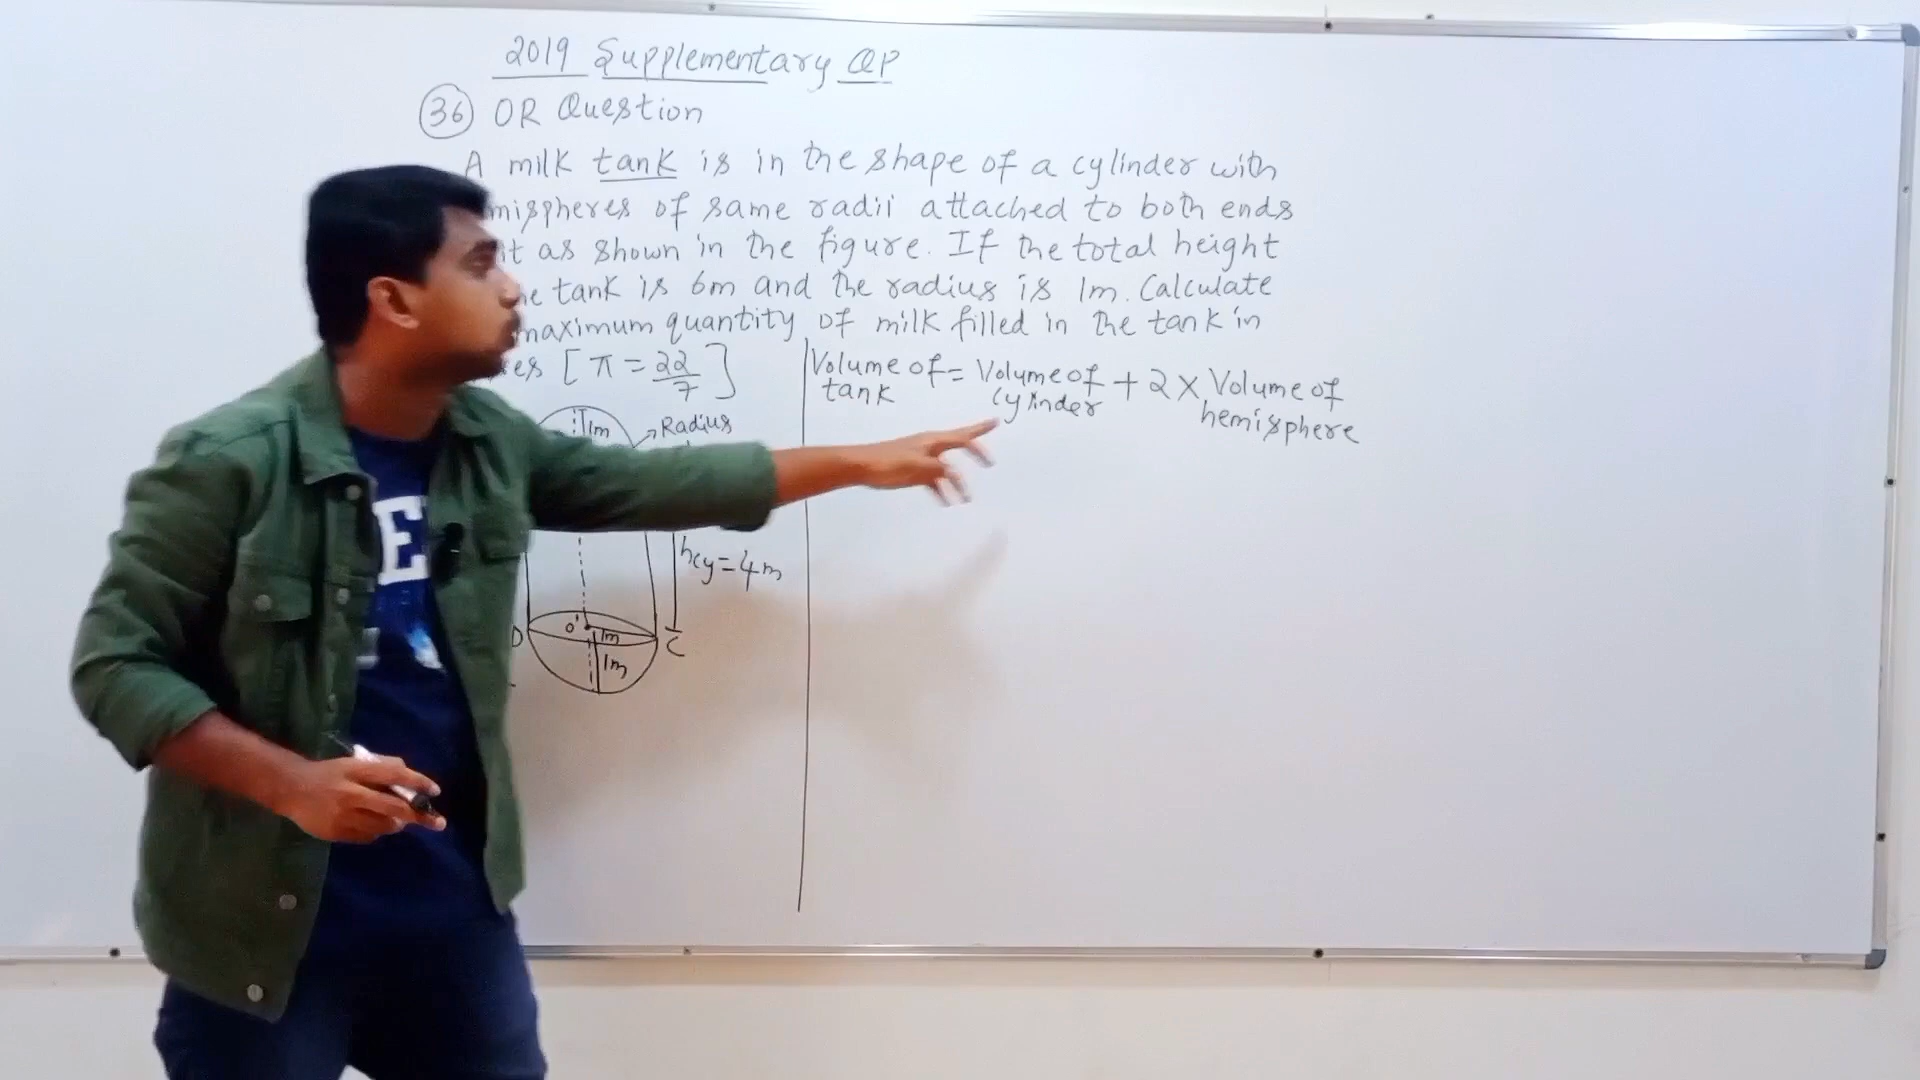 2019 Supplementary QP
36 OR Question
A milk tank is in the shape of a cylinder with
mispheres of same radii attached to both ends
it as shown in the figure. If the total height
he tank is 6m and the radius is 1m. Calculate
maximum quantity of milk filled in the tank in
es [π = 22/7]
Volume of tank = Volume of cylinder + 2 × Volume of hemisphere
1m
Radius
hcy = 4m
D O' 1m C
1m
E